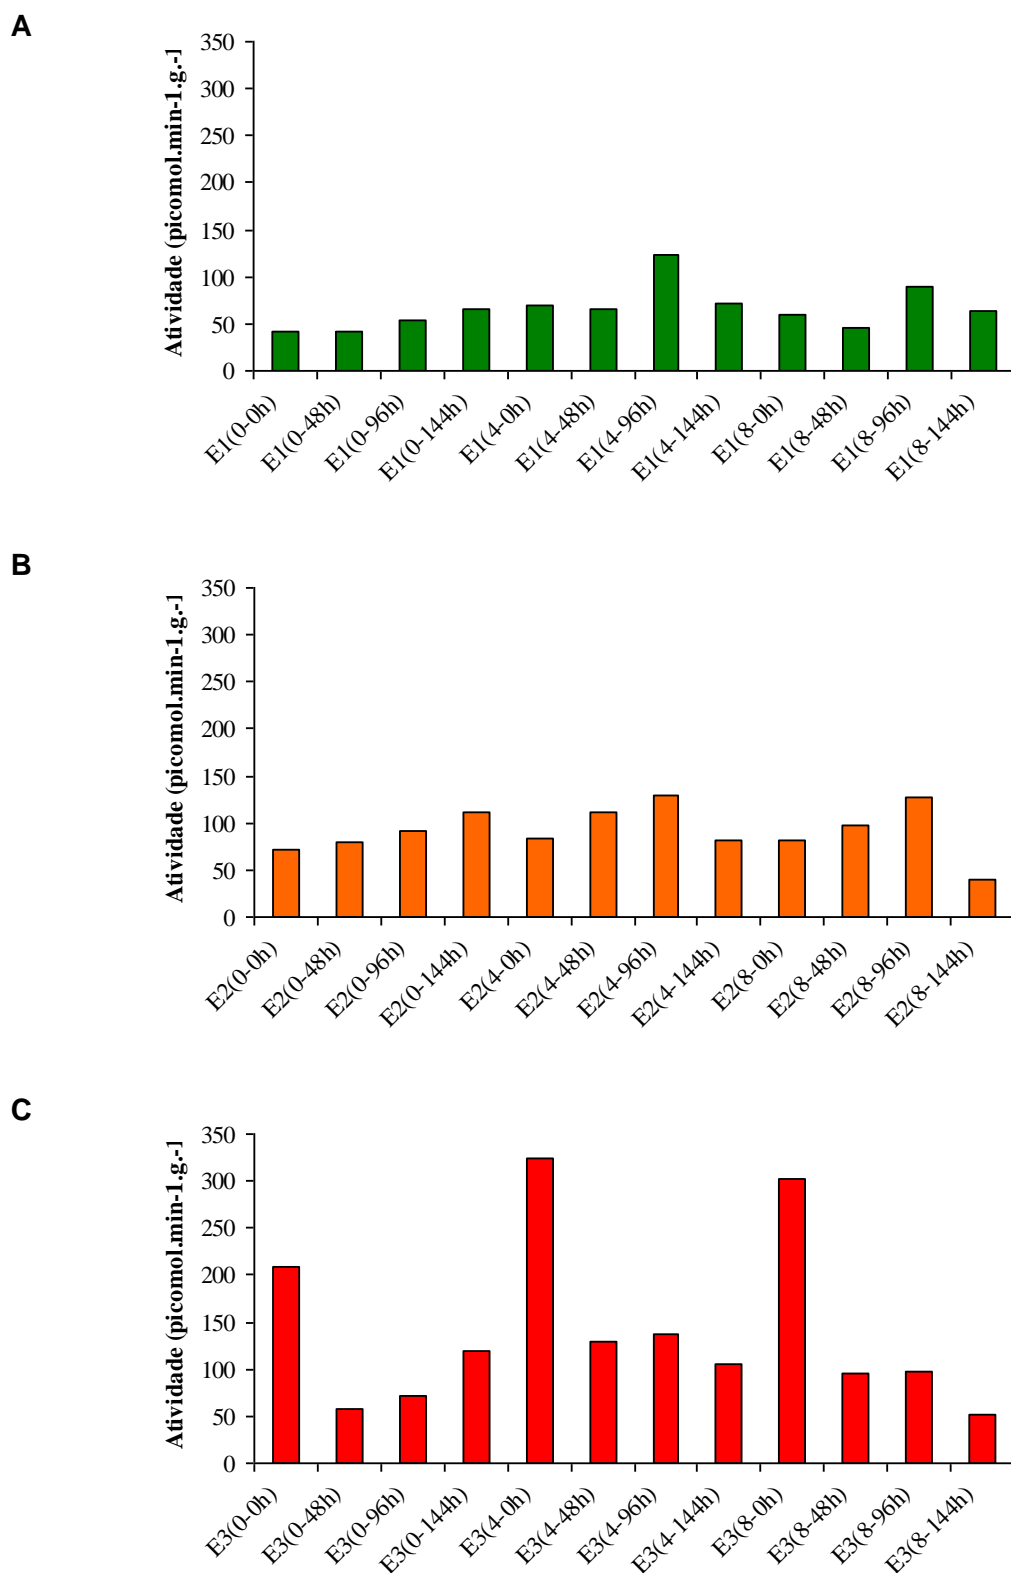 A
Atividade (picomol.min-1.g.-1
350
300
250
200
150
100
50
0
E1(0-0h)
E1(0-48h)
E1(0-96h)
E1(0-144h)
E1(4-0h)
E1(4-48h)
E1(4-96h)
E1(4-144h)
E1(8-0h)
E1(8-48h)
E1(8-96h)
E1(8-144h)
B
Atividade (picomol.min-1.g.-1
350
300
250
200
150
100
50
0
E2(0-0h)
E2(0-48h)
E2(0-96h)
E2(0-144h)
E2(4-0h)
E2(4-48h)
E2(4-96h)
E2(4-144h)
E2(8-0h)
E2(8-48h)
E2(8-96h)
E2(8-144h)
C
Atividade (picomol.min-1.g.-1
350
300
250
200
150
100
50
0
E3(0-0h)
E3(0-48h)
E3(0-96h)
E3(0-144h)
E3(4-0h)
E3(4-48h)
E3(4-96h)
E3(4-144h)
E3(8-0h)
E3(8-48h)
E3(8-96h)
E3(8-144h)